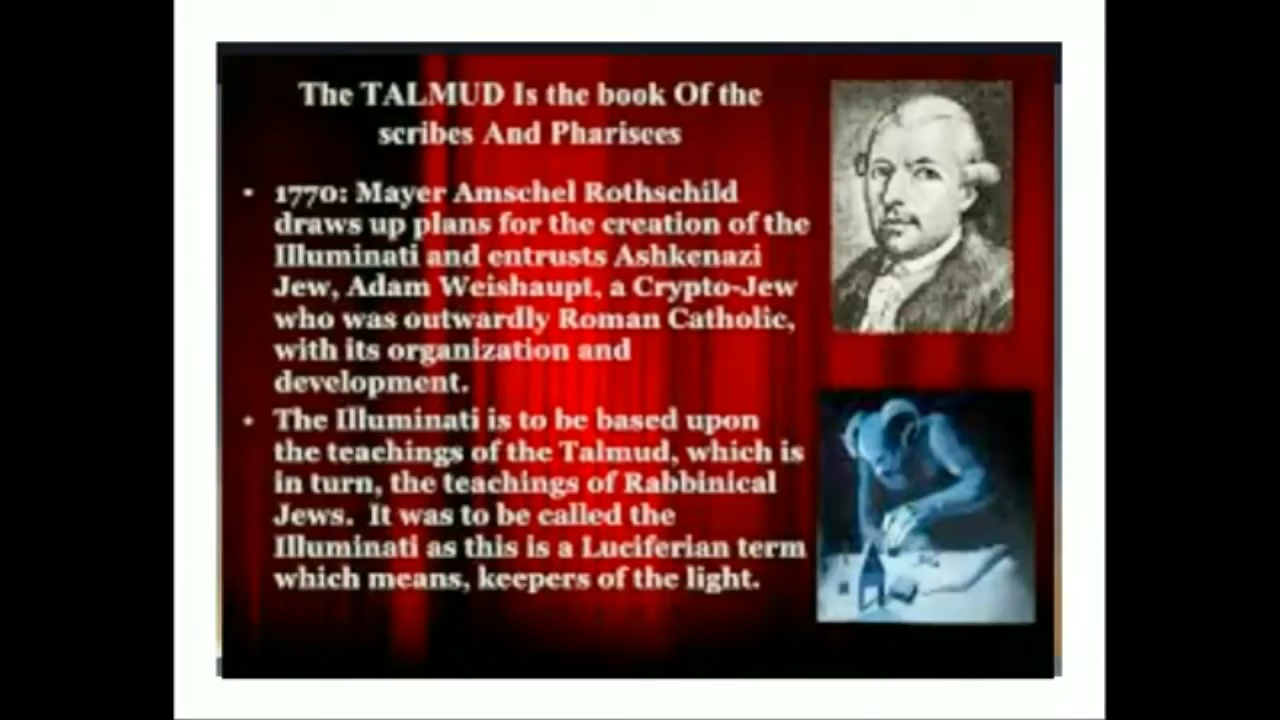 The TALMUD Is the book Of the
scribes And Pharisees
• 1770: Mayer Amschel Rothschild
draws up plans for the creation of the
Illuminati and entrusts Ashkenazi
Jew, Adam Weishaupt, a Crypto-Jew
who was outwardly Roman Catholic,
with its organization and
development.
• The Illuminati is to be based upon
the teachings of the Talmud, which is
in turn, the teachings of Rabbinical
Jews. It was to be called the
Illuminati as this is a Luciferian term
which means, keepers of the light.